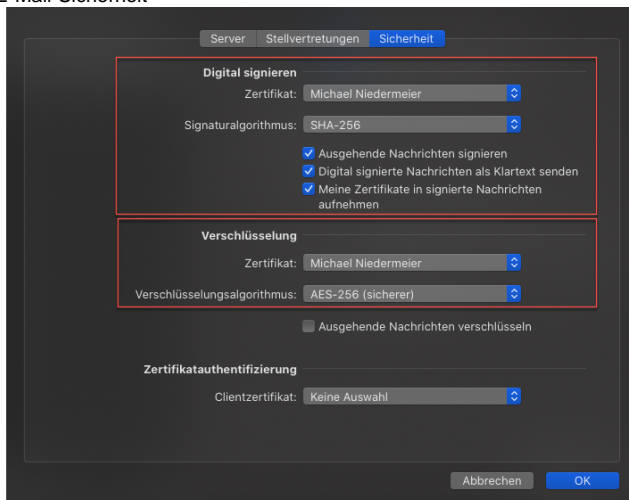 Mail Sicherheit
Server Stellvertretungen Sicherheit
Digital signieren
Zertifikat: Michael Niedermeier
Signaturalgorithmus: SHA-256
Ausgehende Nachrichten signieren
Digital signierte Nachrichten als Klartext senden
Meine Zertifikate in signierte Nachrichten
aufnehmen
Verschlüsselung
Zertifikat: Michael Niedermeier
Verschlüsselungsalgorithmus: AES-256 (sicherer)
Ausgehende Nachrichten verschlüsseln
Zertifikatauthentifizierung
Clientzertifikat: Keine Auswahl
Abbrechen OK